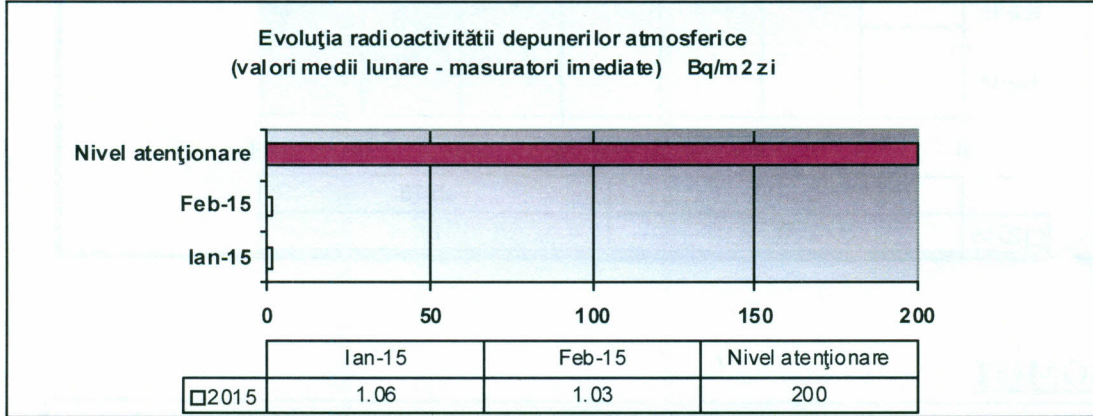 Evoluţia radioactivitătii depunerilor atmosferice
(valori medii lunare - masuratori imediate) Bq/m2 zi
Nivel atenţionare
Feb-15
Ian-15
0 50 100 150 200
Ian-15 Feb-15 Nivel atenţionare
2015 1.06 1.03 200